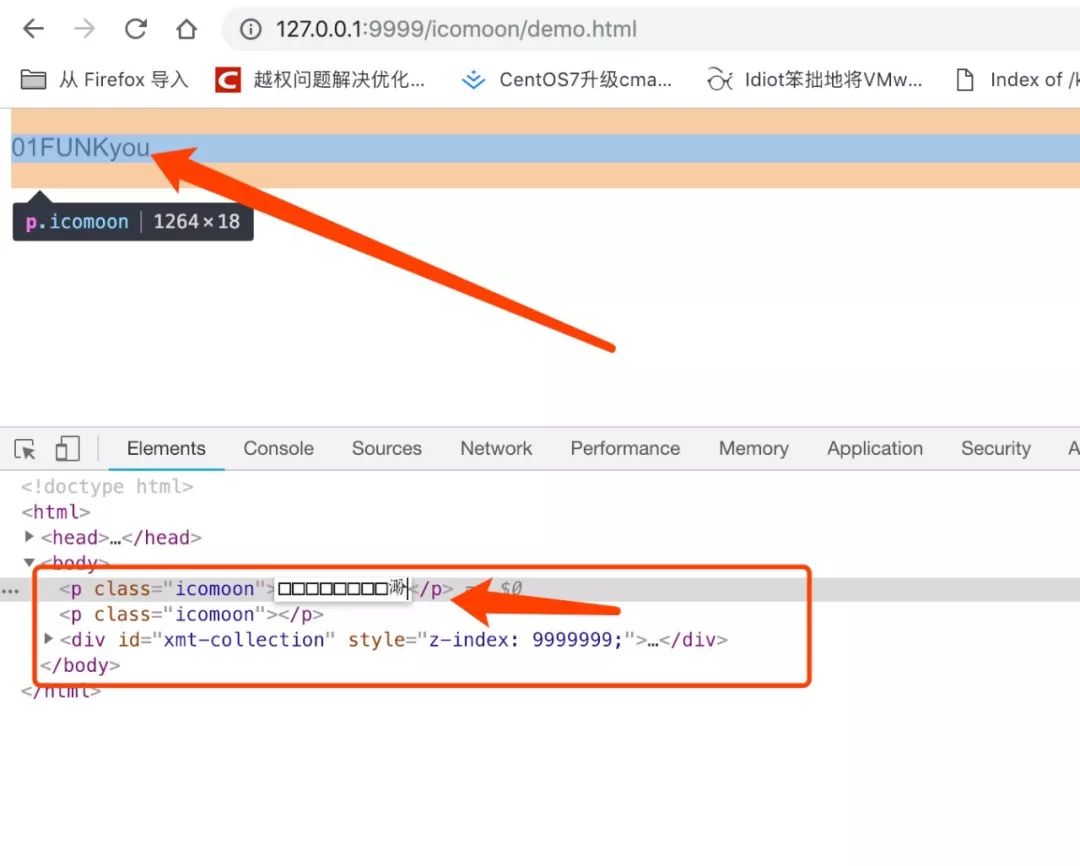 127.0.0.1:9999/icomoon/demo.html
从 Firefox 导入 越权问题解决优化... CentOS7升级cma... Idiot笨拙地将VMw... Index of /k
01FUNKyou
p.icomoon 1264×18
Elements Console Sources Network Performance Memory Application Security A
<!doctype html>
<html>
<head>…</head>
<body>
<p class="icomoon">□□□□□□□□</p> == $0
<p class="icomoon"></p>
<div id="xmt-collection" style="z-index: 9999999;">…</div>
</body>
</html>